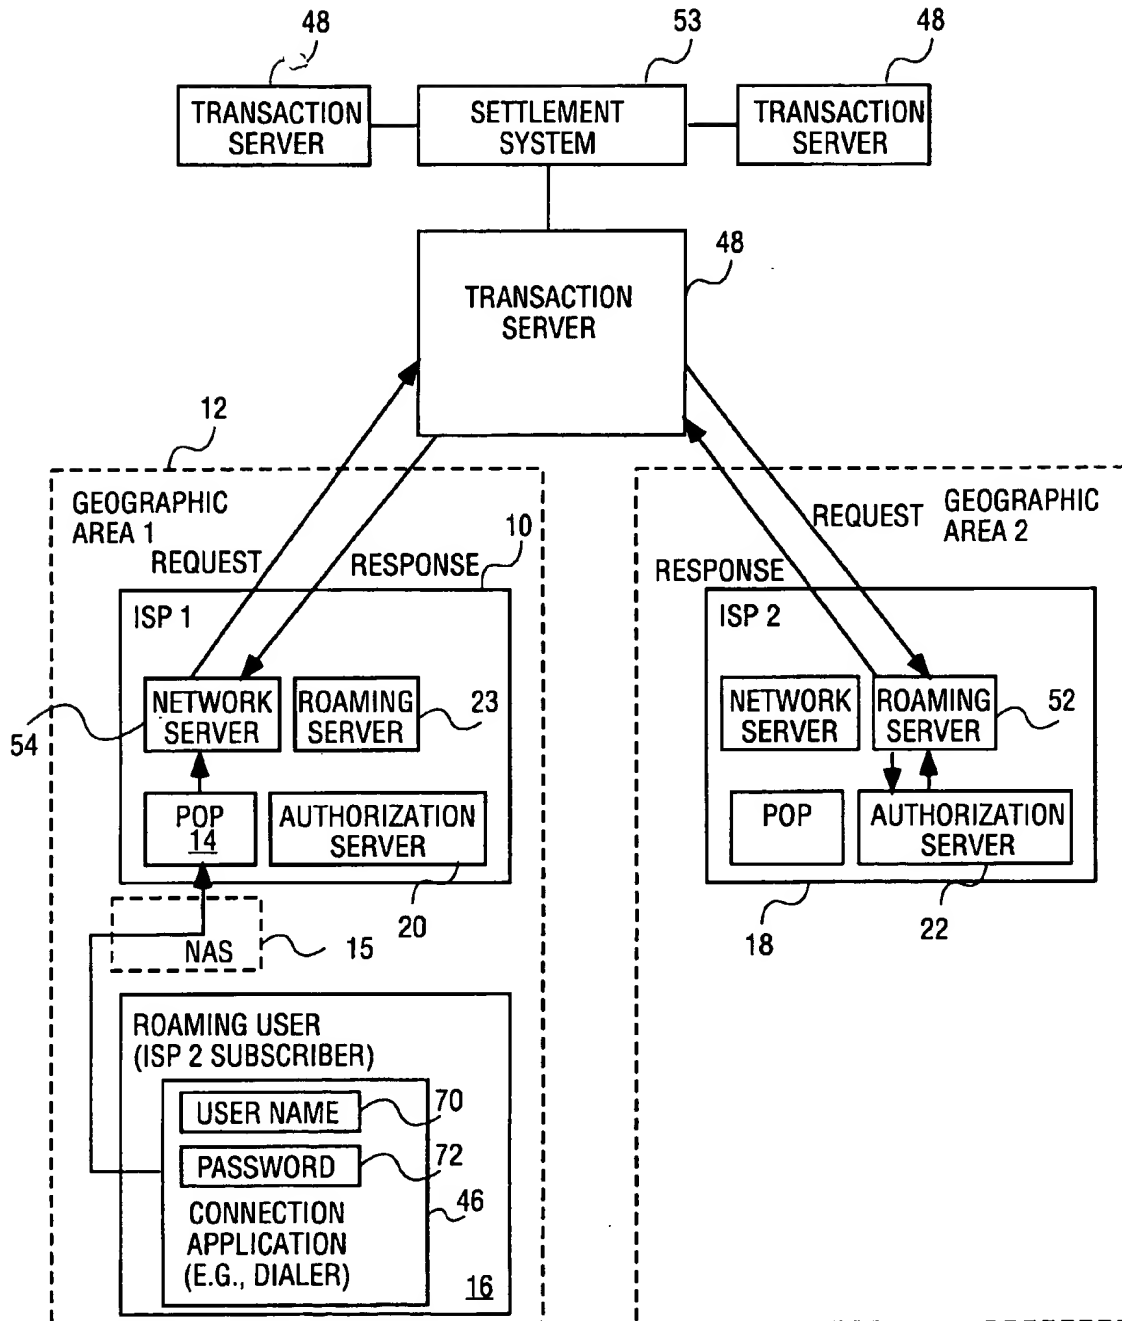 48
53
48
TRANSACTION
SERVER
SETTLEMENT
SYSTEM
TRANSACTION
SERVER
48
TRANSACTION
SERVER
12
GEOGRAPHIC
AREA 1
REQUEST
RESPONSE
10
REQUEST
GEOGRAPHIC
AREA 2
RESPONSE
ISP 1
NETWORK
SERVER
ROAMING
SERVER
23
54
POP
14
AUTHORIZATION
SERVER
20
NAS
15
ISP 2
NETWORK
SERVER
ROAMING
SERVER
52
POP
AUTHORIZATION
SERVER
18
22
ROAMING USER
(ISP 2 SUBSCRIBER)
USER NAME
70
PASSWORD
72
46
CONNECTION
APPLICATION
(E.G., DIALER)
16